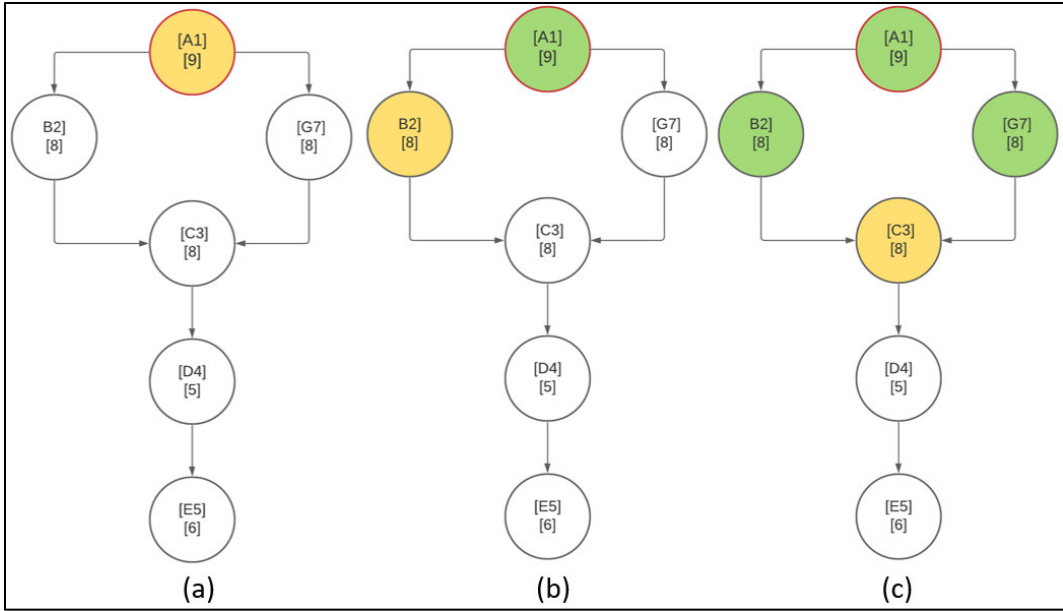 [A1]
[9]
B2]
[8]
[G7]
[8]
[C3]
[8]
[D4]
[5]
[E5]
[6]
(a)
[A1]
[9]
B2]
[8]
[G7]
[8]
[C3]
[8]
[D4]
[5]
[E5]
[6]
(b)
[A1]
[9]
B2]
[8]
[G7]
[8]
[C3]
[8]
[D4]
[5]
[E5]
[6]
(c)